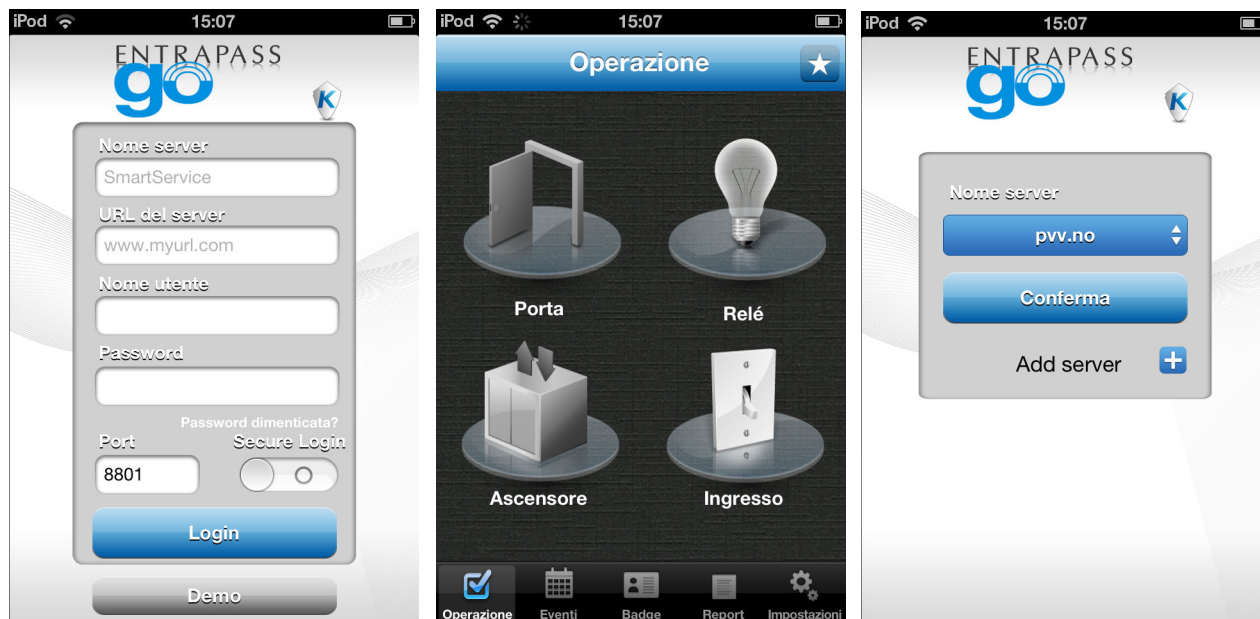 iPod 15:07
ENTRAPASS
go
K
Nome server
SmartService
URL del server
www.myurl.com
Nome utente
Password
Password dimenticata?
Port Secure Login
8801
Login
Demo
iPod 15:07
Operazione
Porta Relé
Ascensore Ingresso
Operazione Eventi Badge Report Impostazioni
iPod 15:07
ENTRAPASS
go
K
Nome server
pvv.no
Conferma
Add server